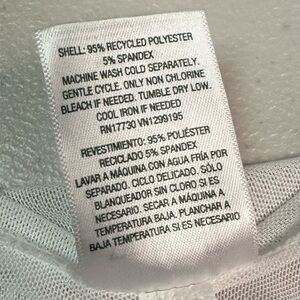 SHELL: 95% RECYCLED POLYESTER
5% SPANDEX
MACHINE WASH COLD SEPARATELY.
GENTLE CYCLE. ONLY NON CHLORINE
BLEACH IF NEEDED. TUMBLE DRY LOW.
COOL IRON IF NEEDED
RN17730 VN1299195
REVESTIMIENTO: 95% POLIÉSTER
RECICLADO 5% SPANDEX
LAVAR A MÁQUINA CON AGUA FRÍA POR
SEPARADO. CICLO DELICADO. SÓLO
BLANQUEADOR SIN CLORO SI ES
NECESARIO. SECAR A MÁQUINA A
TEMPERATURA BAJA. PLANCHAR A
BAJA TEMPERATURA SI ES NECESARIO